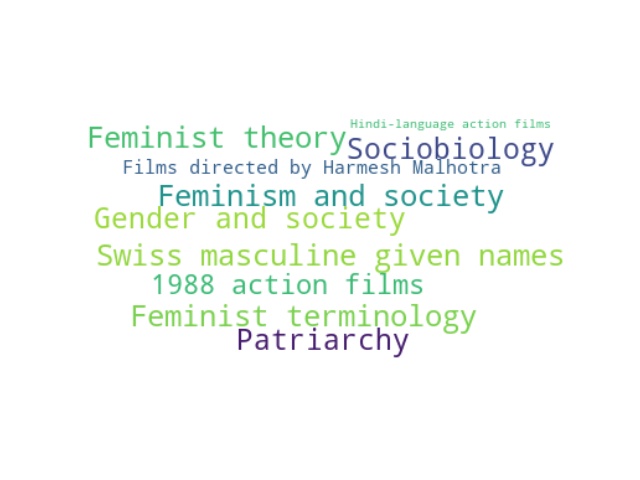 Hindi-language action films
Feminist theory
Sociobiology
Films directed by Harmesh Malhotra
Feminism and society
Gender and society
Swiss masculine given names
1988 action films
Feminist terminology
Patriarchy